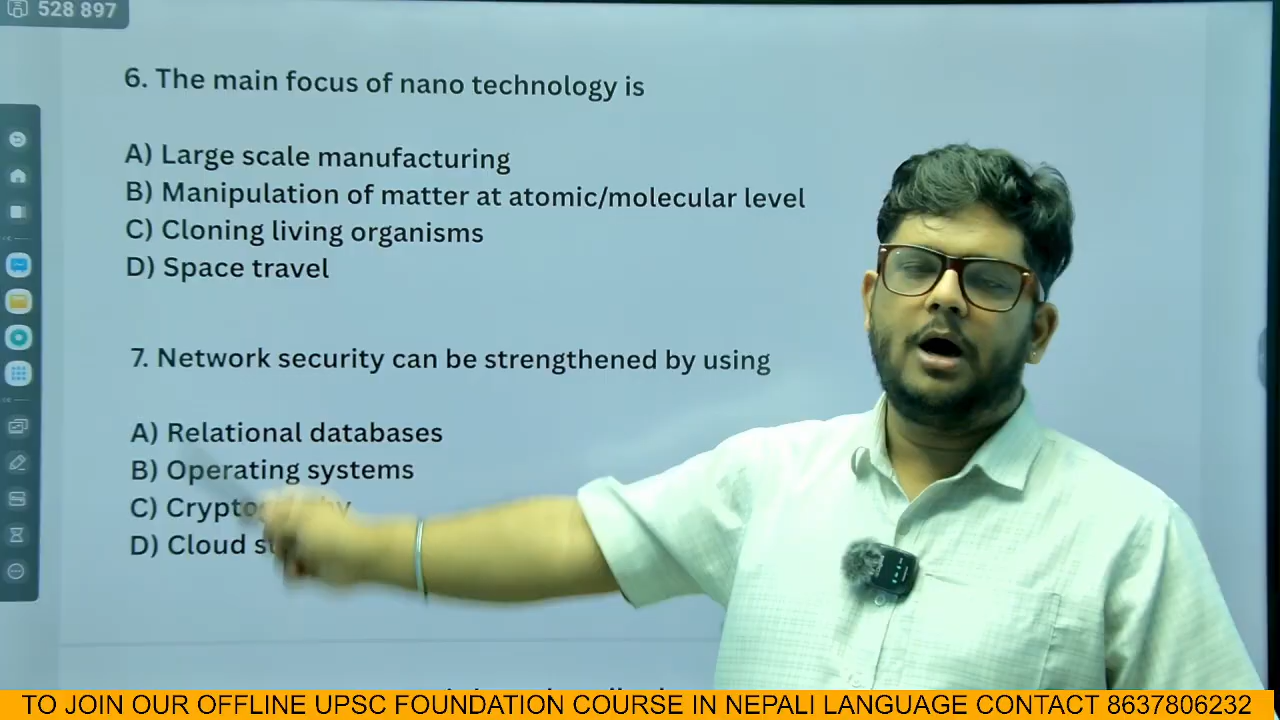 528 897
6. The main focus of nano technology is
A) Large scale manufacturing
B) Manipulation of matter at atomic/molecular level
C) Cloning living organisms
D) Space travel
7. Network security can be strengthened by using
A) Relational databases
B) Operating systems
C)
D) Cloud
TO JOIN OUR OFFLINE UPSC FOUNDATION COURSE IN NEPALI LANGUAGE CONTACT 8637806232